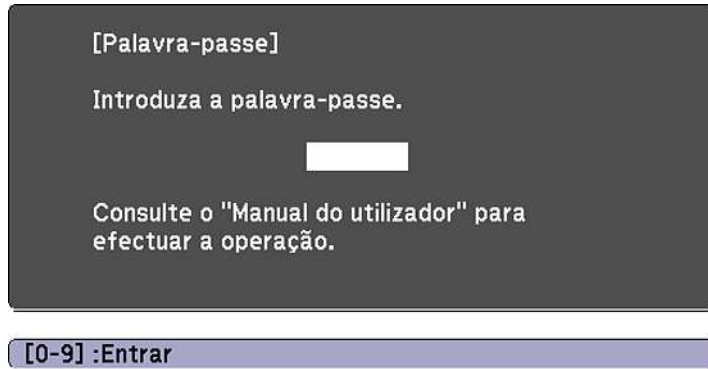 [Palavra-passe]
Introduza a palavra-passe.
Consulte o "Manual do utilizador" para
efectuar a operação.
[0-9] :Entrar